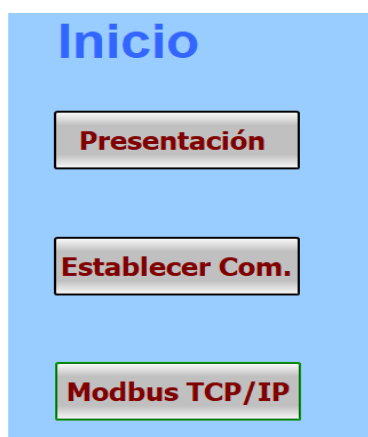 Inicio
Presentación
Establecer Com.
Modbus TCP/IP